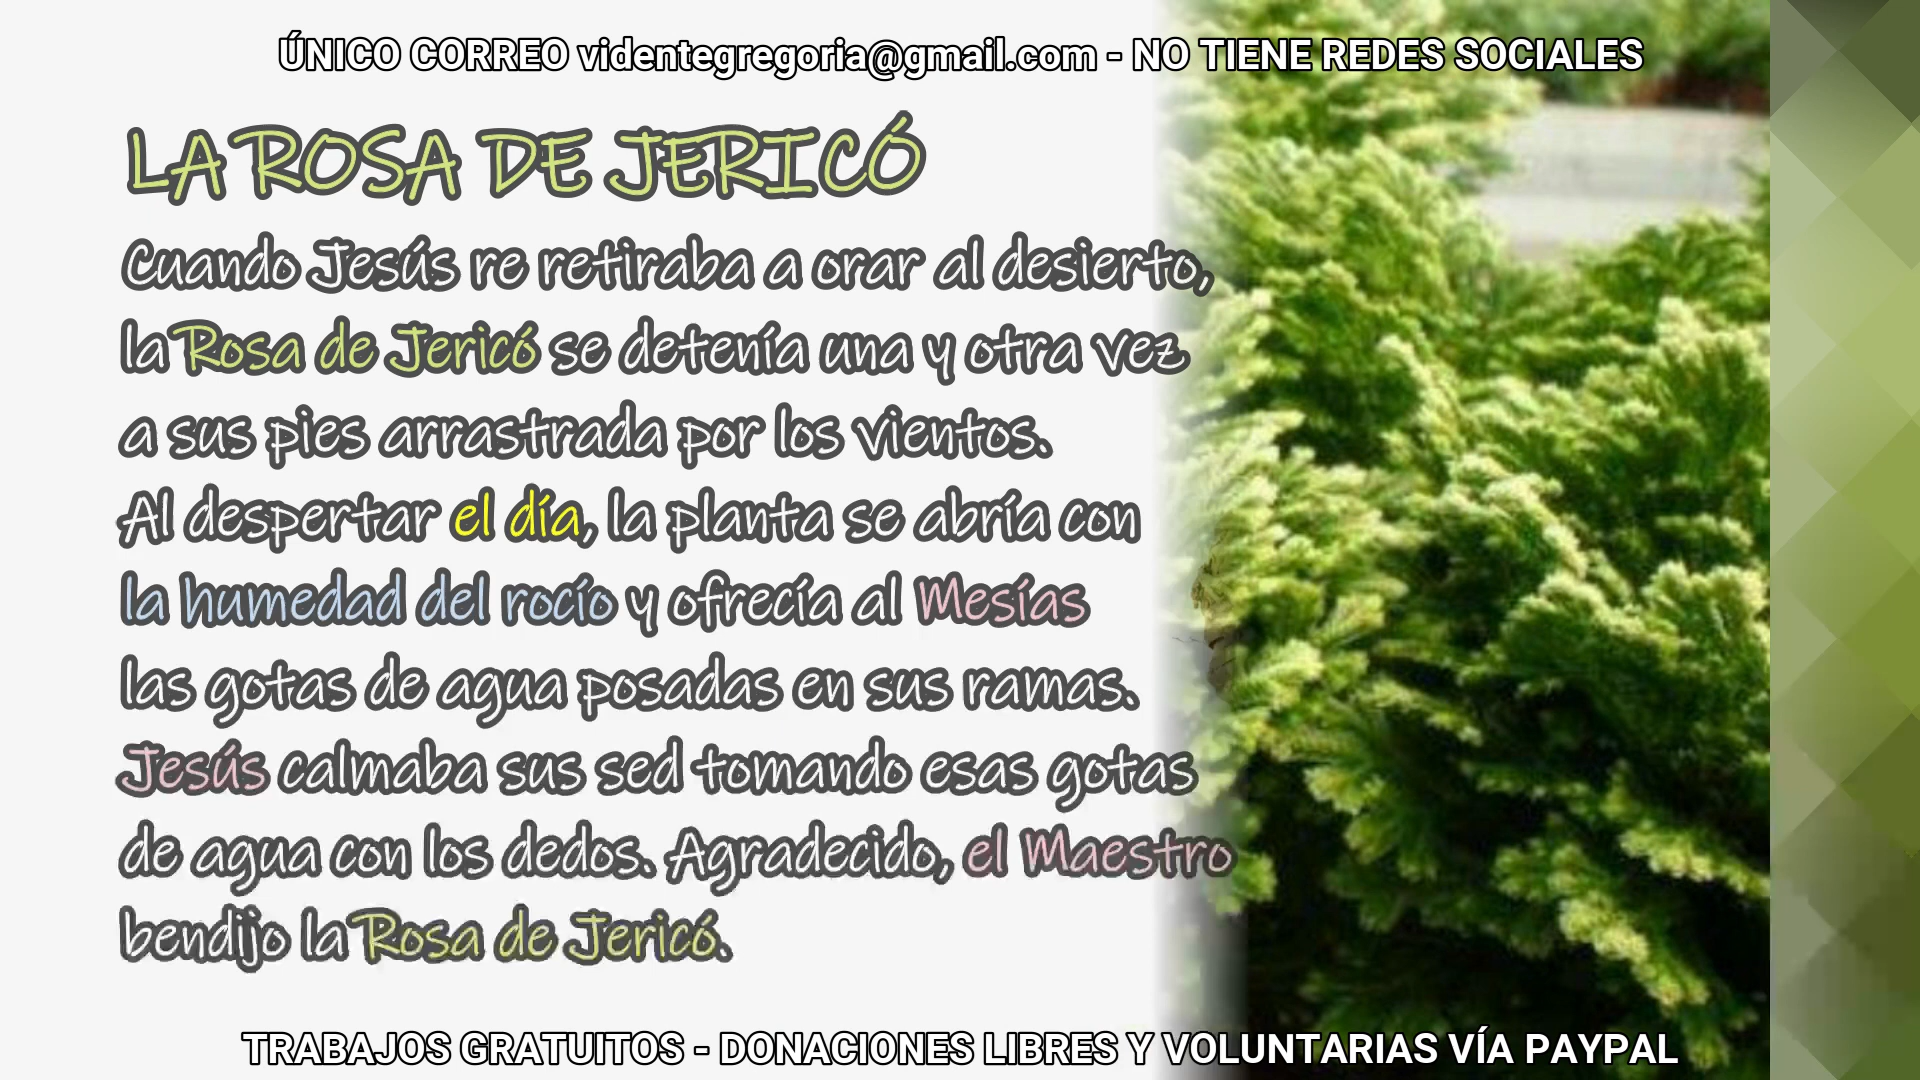 ÚNICO CORREO videntegregoria@gmail.com - NO TIENE REDES SOCIALES
LA ROSA DE JERICÓ
Cuando Jesús re retiraba a orar al desierto,
la Rosa de Jericó se detenía una y otra vez
a sus pies arrastrada por los vientos.
Al despertar el día, la planta se abría con
la humedad del rocío y ofrecía al Mesías
las gotas de agua posadas en sus ramas.
Jesús calmaba sus sed tomando esas gotas
de agua con los dedos. Agradecido, el Maestro
bendijo la Rosa de Jericó.
TRABAJOS GRATUITOS - DONACIONES LIBRES Y VOLUNTARIAS VÍA PAYPAL